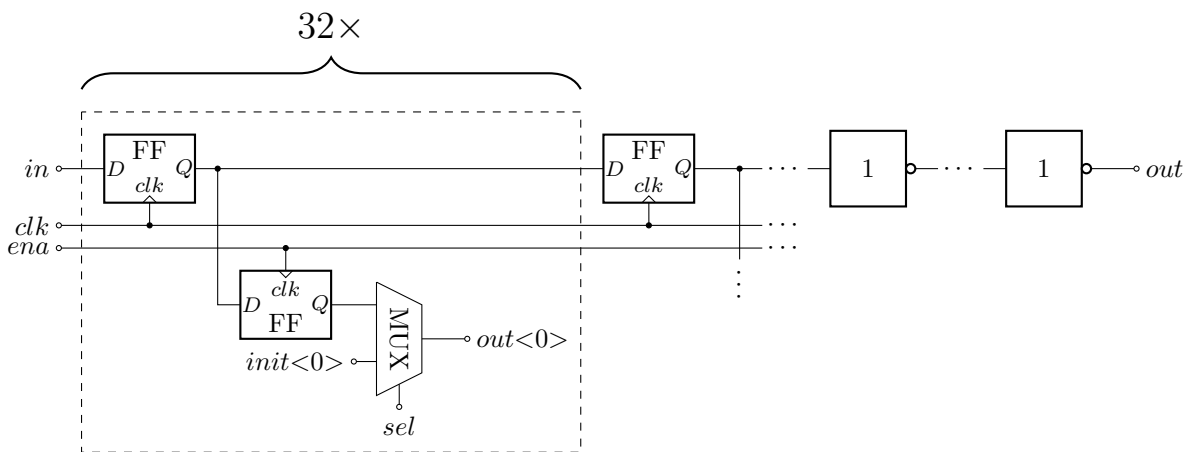 32×
in
D FF Q
clk
D FF Q
clk
···
1
···
1
out
clk
···
ena
···
D clk Q
FF
MUX
out<0>
init<0>
sel
⋮